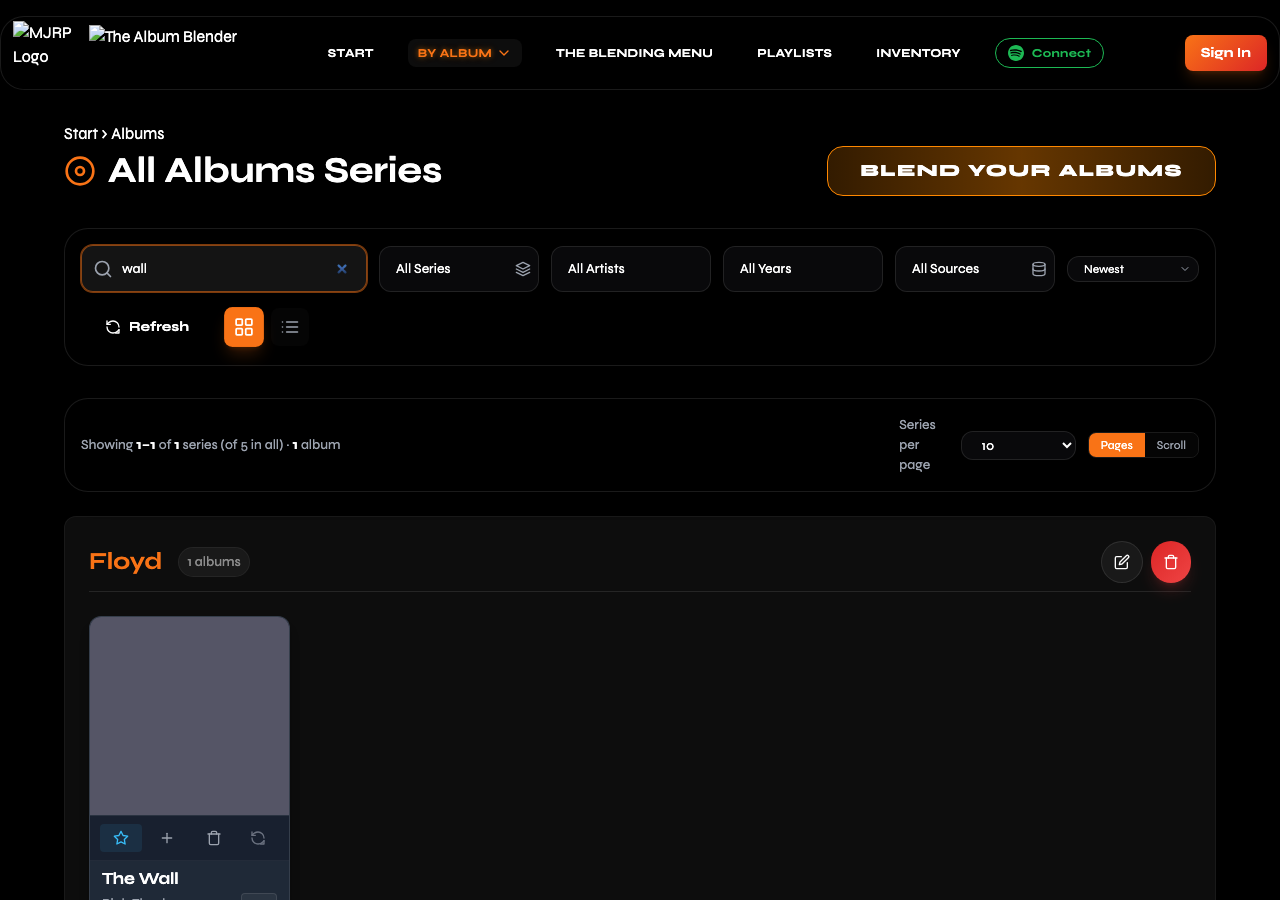 MJRP Logo
The Album Blender
START
BY ALBUM
THE BLENDING MENU
PLAYLISTS
INVENTORY
Connect
Sign In
Start › Albums
All Albums Series
BLEND YOUR ALBUMS
wall
All Series
All Artists
All Years
All Sources
Newest
Refresh
Showing 1–1 of 1 series (of 5 in all) · 1 album
Series per page
10
Pages
Scroll
Floyd
1 albums
The Wall